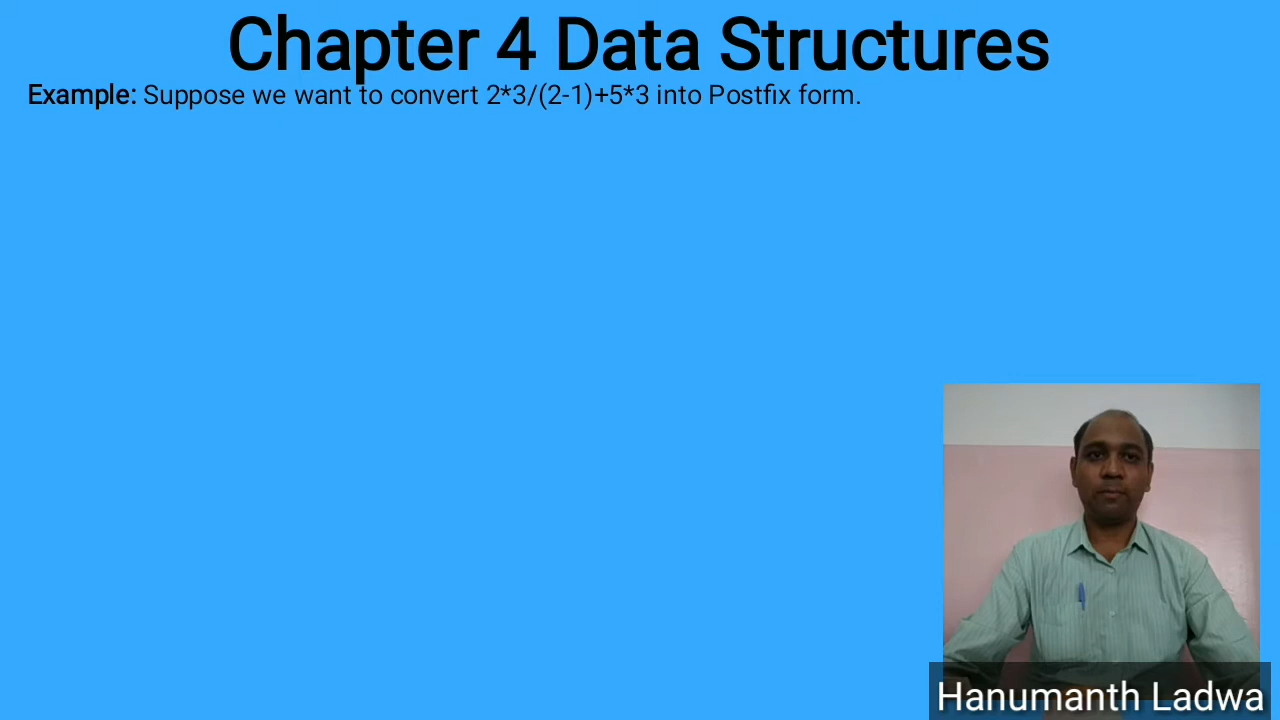 Chapter 4 Data Structures
Example: Suppose we want to convert 2*3/(2-1)+5*3 into Postfix form.
Hanumanth Ladwa